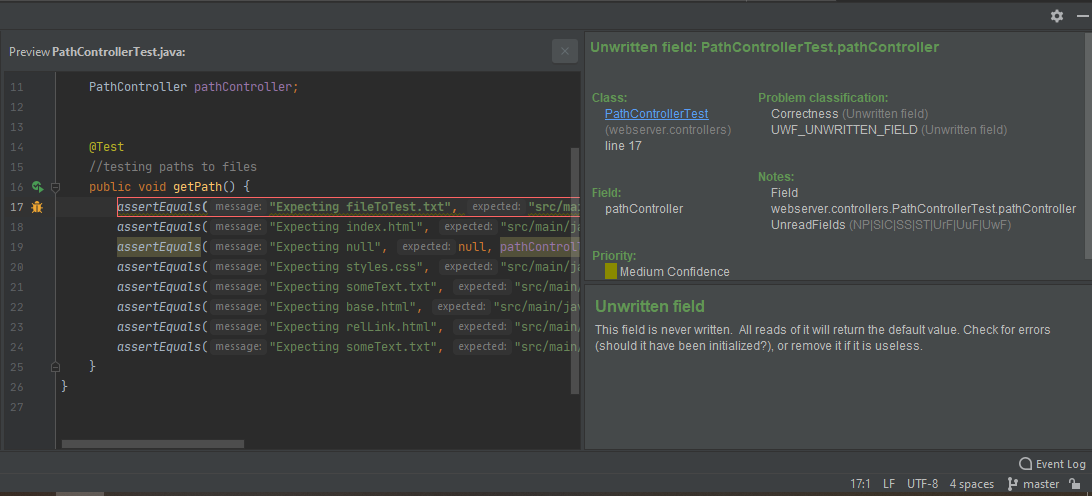 Preview PathControllerTest.java:
11 PathController pathController;
12
13
14 @Test
15 //testing paths to files
16 public void getPath() {
17 assertEquals( message: "Expecting fileToTest.txt", expected: "src/mai
18 assertEquals( message: "Expecting index.html", expected: "src/main/ja
19 assertEquals( message: "Expecting null", expected: null, pathControl
20 assertEquals( message: "Expecting styles.css", expected: "src/main/ja
21 assertEquals( message: "Expecting someText.txt", expected: "src/main/
22 assertEquals( message: "Expecting base.html", expected: "src/main/jav
23 assertEquals( message: "Expecting relLink.html", expected: "src/main/
24 assertEquals( message: "Expecting someText.txt", expected: "src/main/
25 }
26 }
27
Unwritten field: PathControllerTest.pathController
Class:
PathControllerTest
(webserver.controllers)
line 17
Problem classification:
Correctness (Unwritten field)
UWF_UNWRITTEN_FIELD (Unwritten field)
Field:
pathController
Notes:
Field
webserver.controllers.PathControllerTest.pathController
UnreadFields (NP|SIC|SS|ST|UrF|UuF|UwF)
Priority:
Medium Confidence
Unwritten field
This field is never written. All reads of it will return the default value. Check for errors
(should it have been initialized?), or remove it if it is useless.
Event Log
17:1 LF UTF-8 4 spaces master